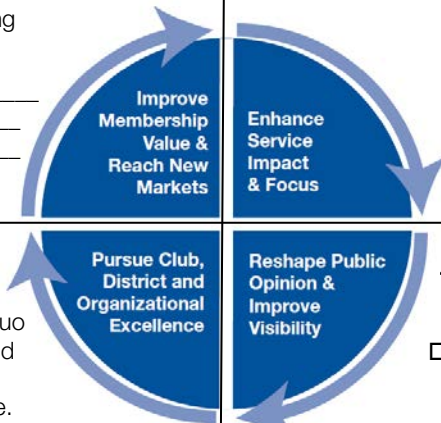 Improve
Membership
Value &
Reach New
Markets
Enhance
Service
Impact
& Focus
Pursue Club,
District and
Organizational
Excellence
Reshape Public
Opinion &
Improve
Visibility